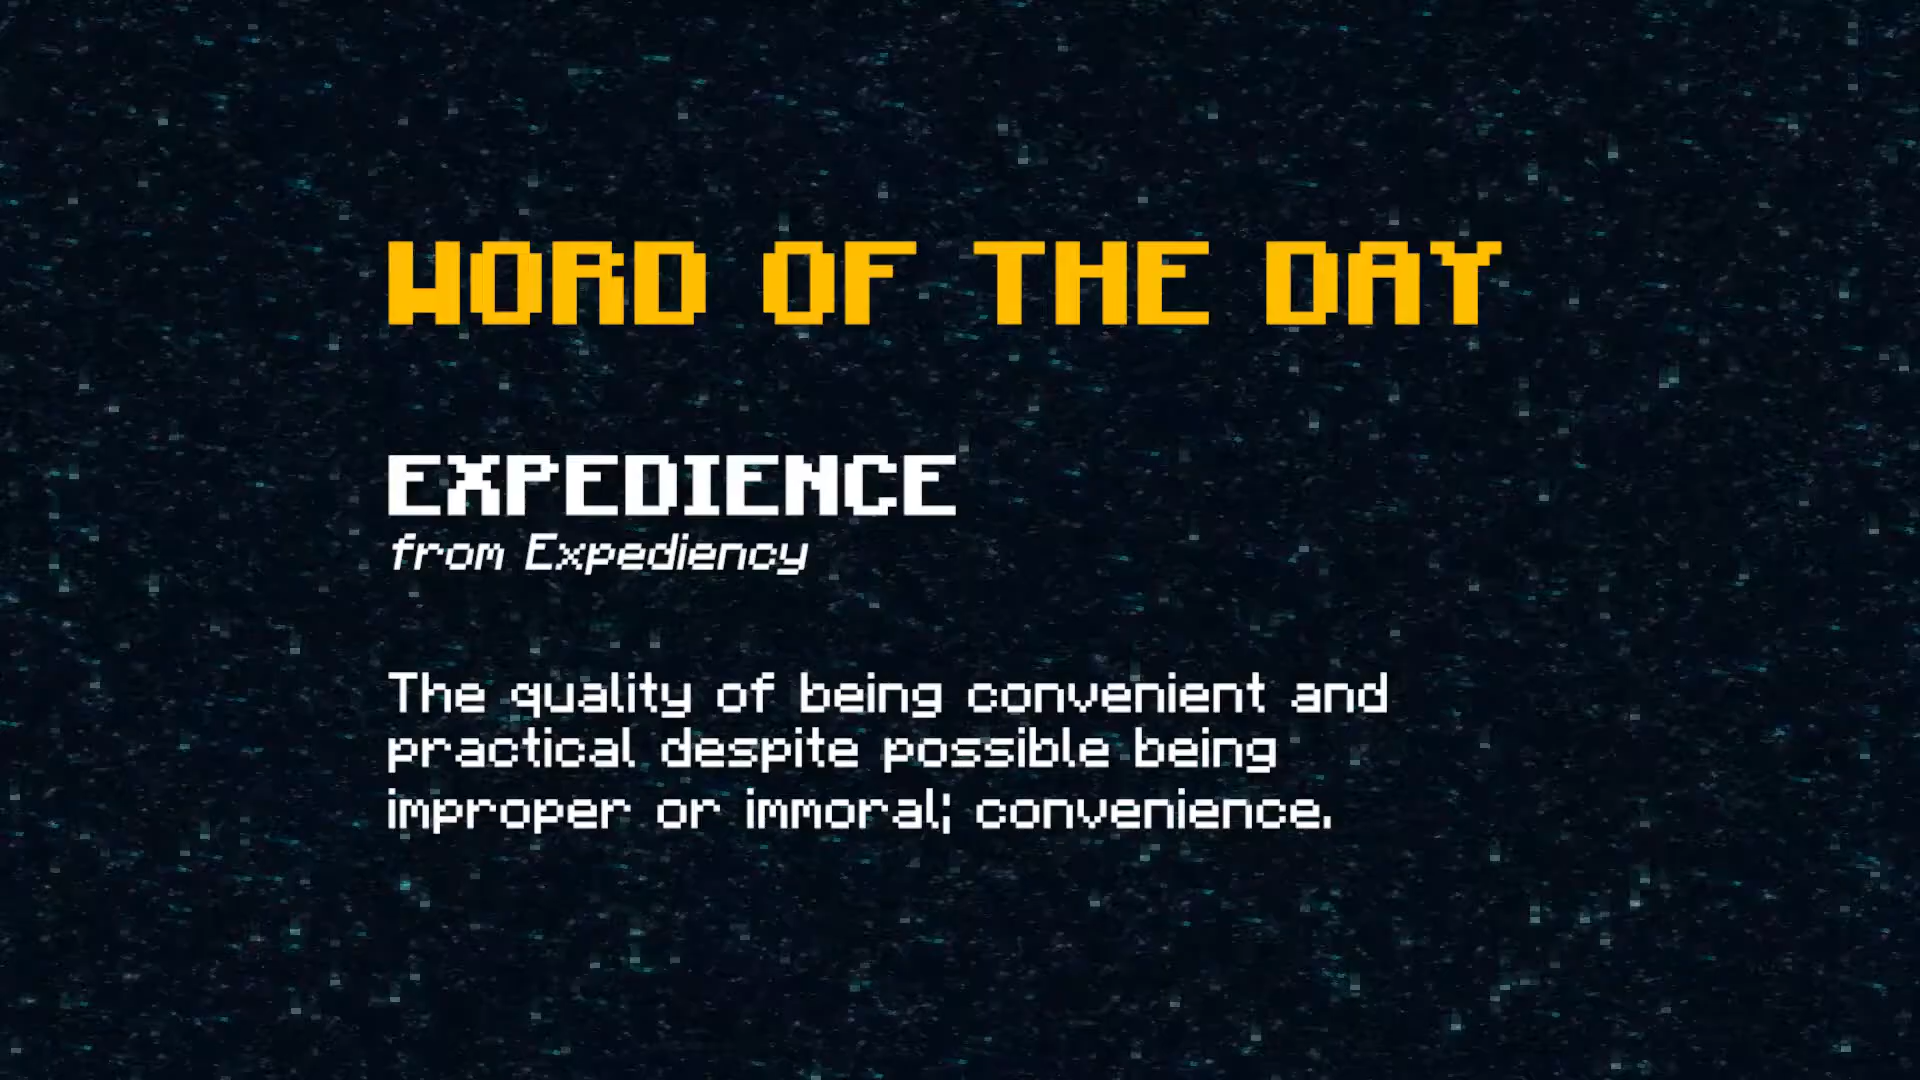 WORD OF THE DAY
EXPEDIENCE
from Expediency
The quality of being convenient and
practical despite possible being
improper or immoral; convenience.